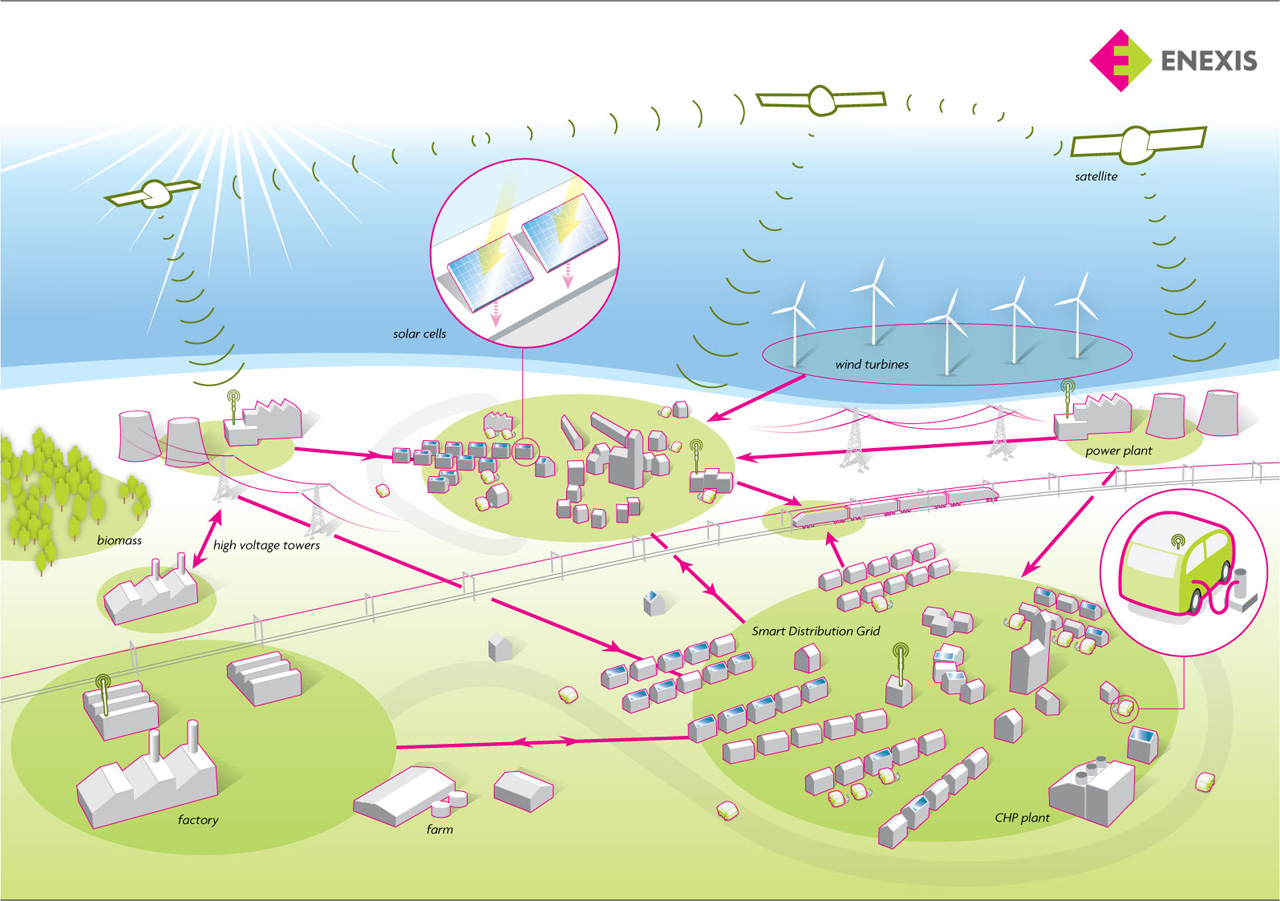 ENEXIS
satellite
solar cells
wind turbines
power plant
biomass
high voltage towers
Smart Distribution Grid
factory
farm
CHP plant